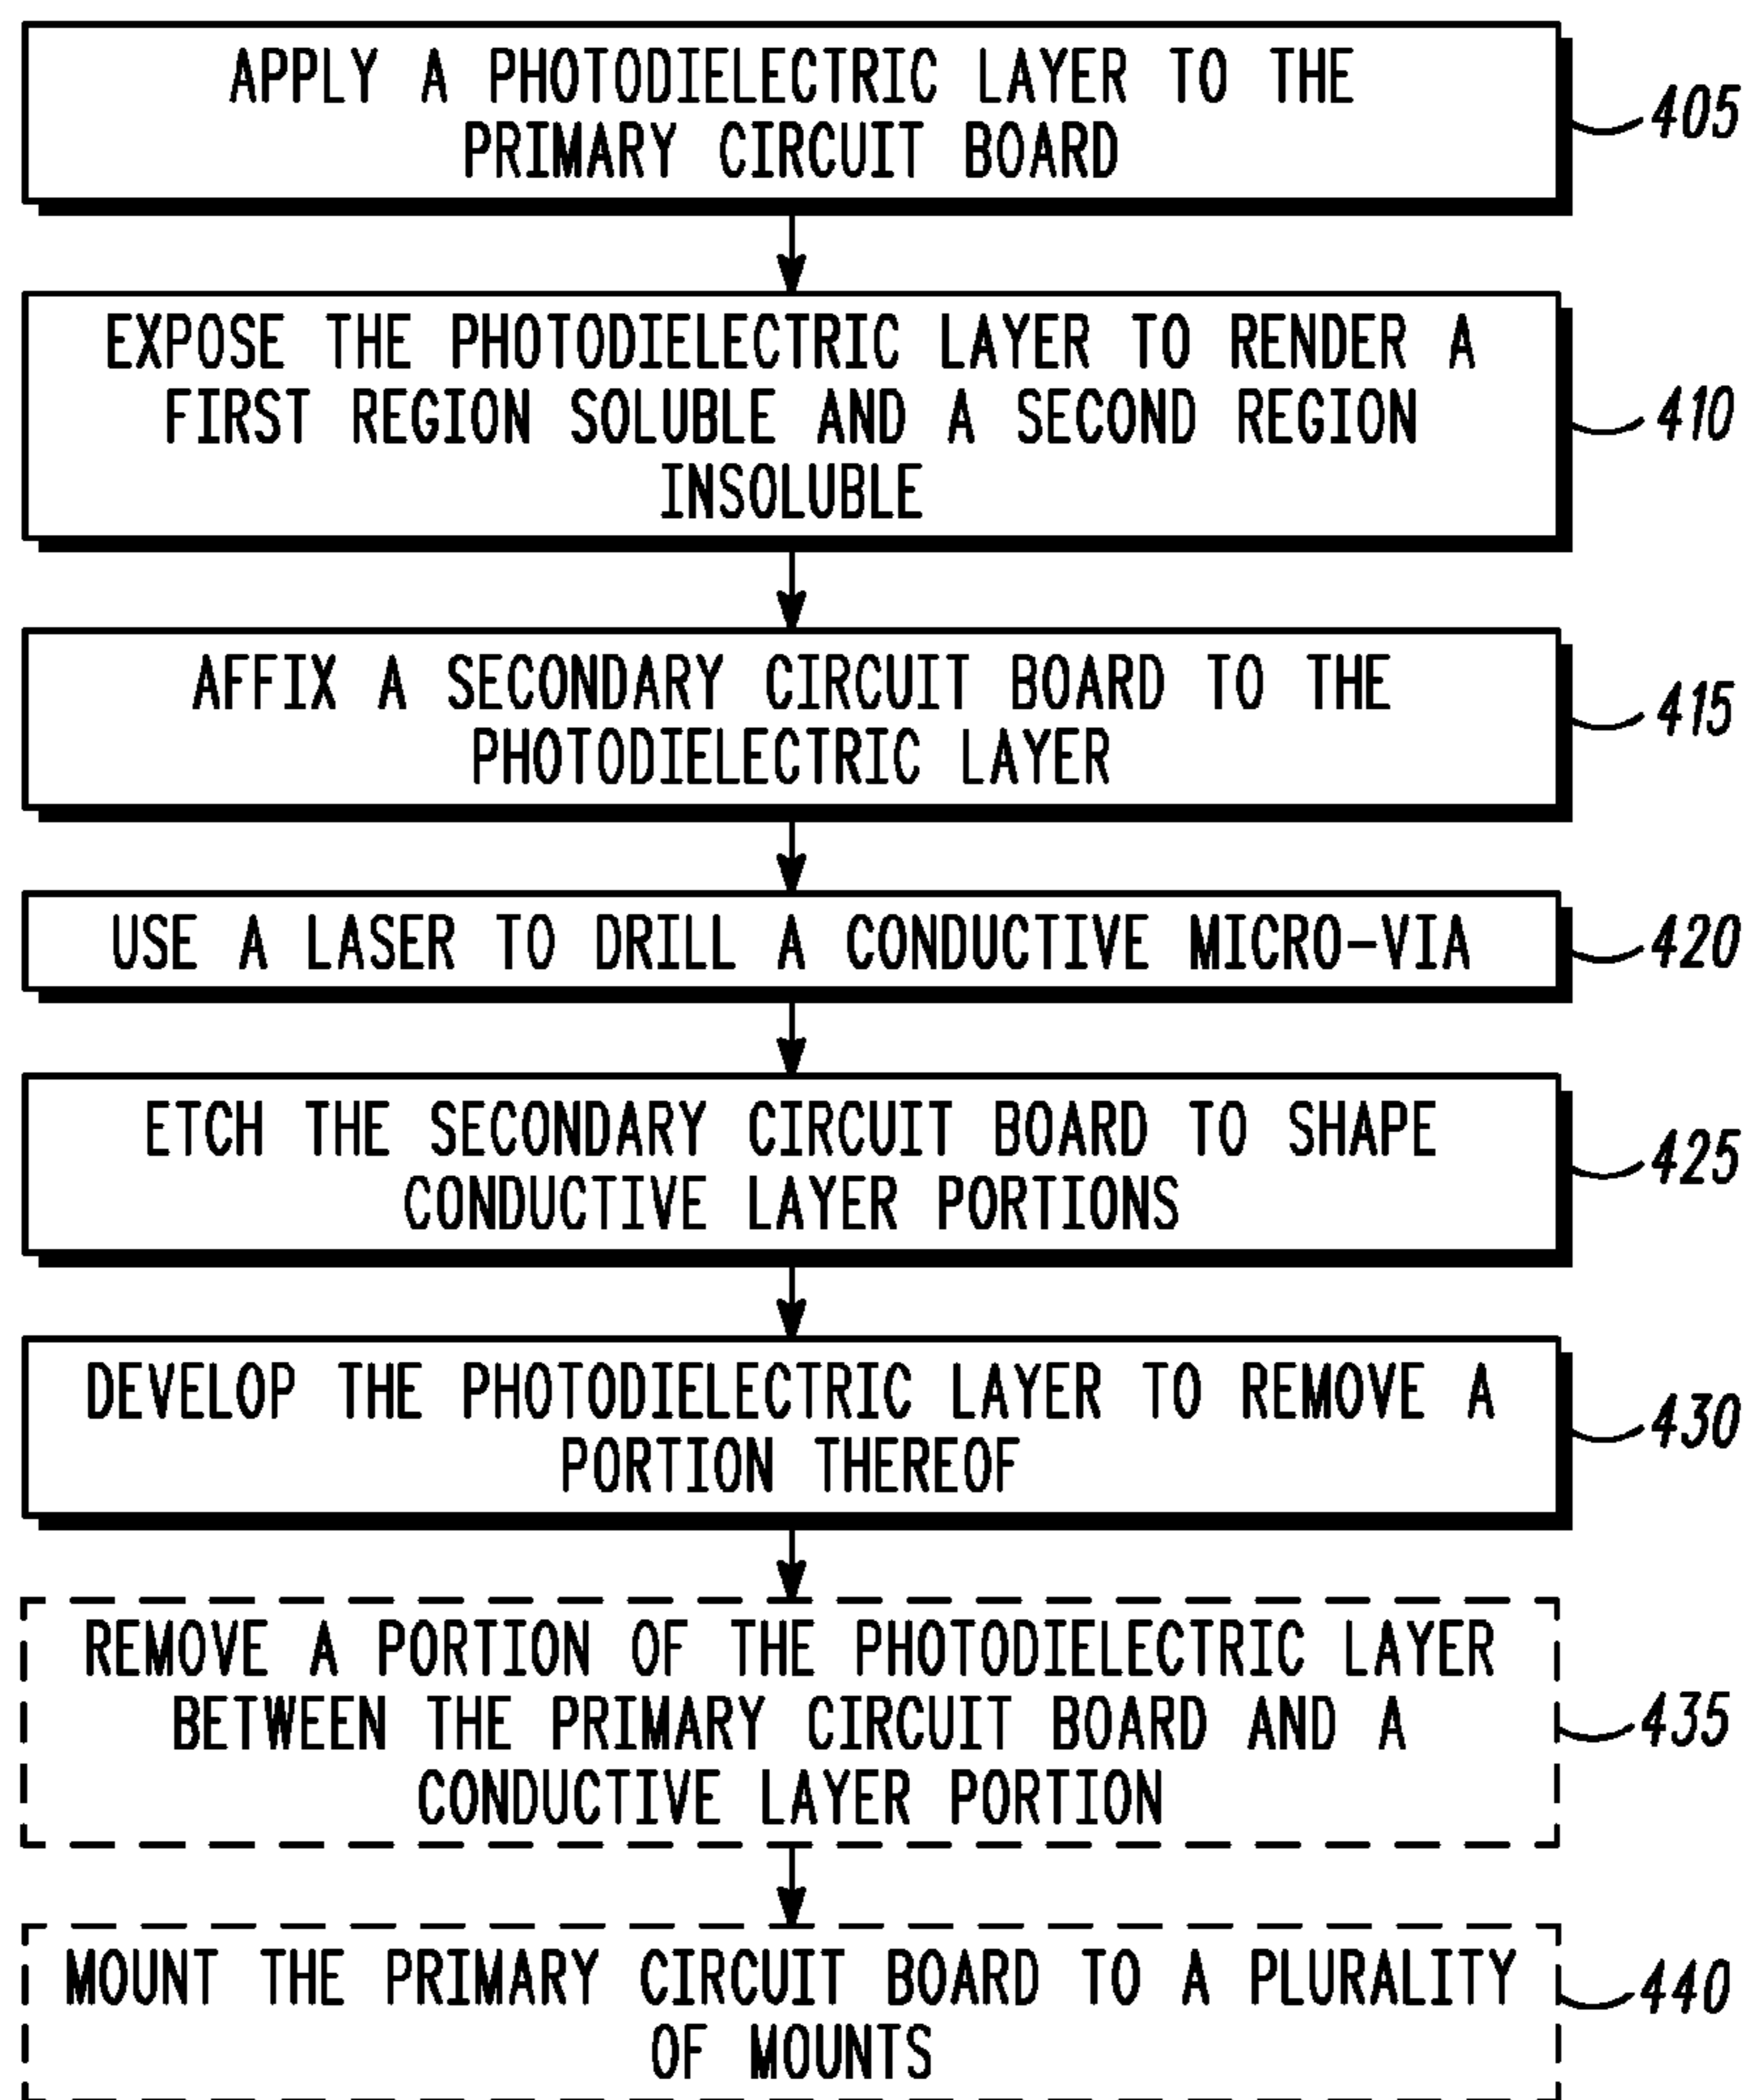 APPLY A PHOTODIELECTRIC LAYER TO THE
PRIMARY CIRCUIT BOARD
405
EXPOSE THE PHOTODIELECTRIC LAYER TO RENDER A
FIRST REGION SOLUBLE AND A SECOND REGION
INSOLUBLE
410
AFFIX A SECONDARY CIRCUIT BOARD TO THE
PHOTODIELECTRIC LAYER
415
USE A LASER TO DRILL A CONDUCTIVE MICRO-VIA
420
ETCH THE SECONDARY CIRCUIT BOARD TO SHAPE
CONDUCTIVE LAYER PORTIONS
425
DEVELOP THE PHOTODIELECTRIC LAYER TO REMOVE A
PORTION THEREOF
430
REMOVE A PORTION OF THE PHOTODIELECTRIC LAYER
BETWEEN THE PRIMARY CIRCUIT BOARD AND A
CONDUCTIVE LAYER PORTION
435
MOUNT THE PRIMARY CIRCUIT BOARD TO A PLURALITY
OF MOUNTS
440